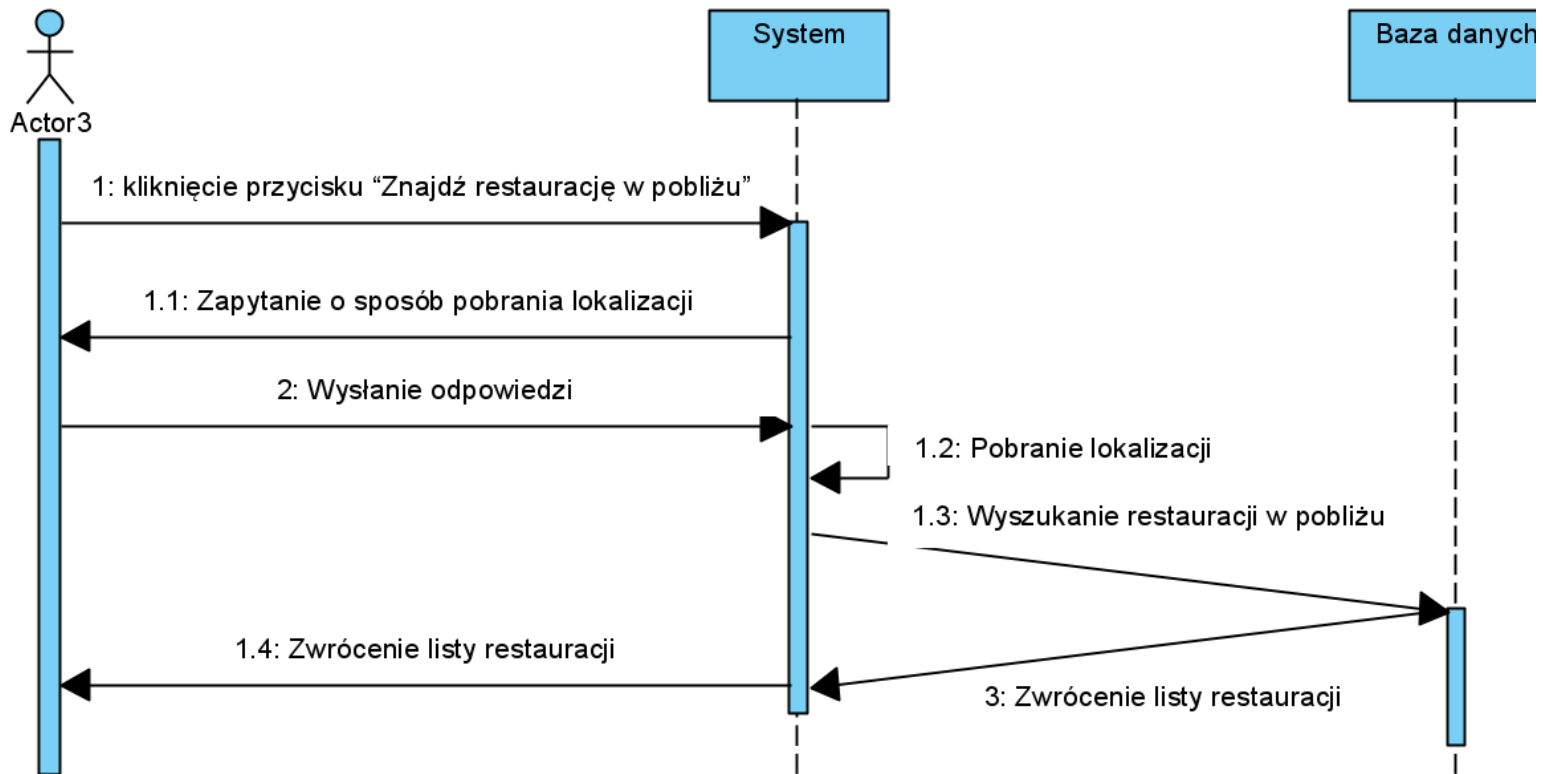 System
Baza danych
Actor3
1: kliknięcie przycisku “Znajdź restaurację w pobliżu”
1.1: Zapytanie o sposób pobrania lokalizacji
2: Wysłanie odpowiedzi
1.2: Pobranie lokalizacji
1.3: Wyszukanie restauracji w pobliżu
1.4: Zwrócenie listy restauracji
3: Zwrócenie listy restauracji